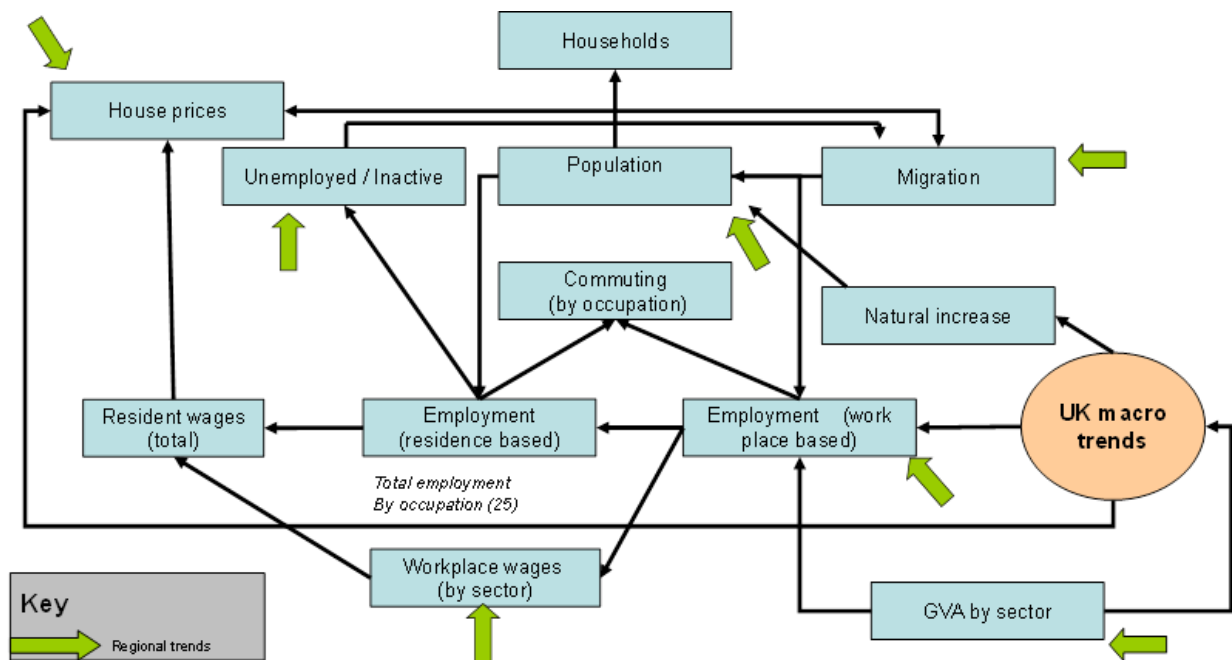 Households
House prices
Unemployed / Inactive
Population
Migration
Commuting
(by occupation)
Natural increase
Resident wages
(total)
Employment
(residence based)
Employment (work
place based)
UK macro
trends
Total employment
By occupation (25)
Workplace wages
(by sector)
GVA by sector
Key
Regional trends